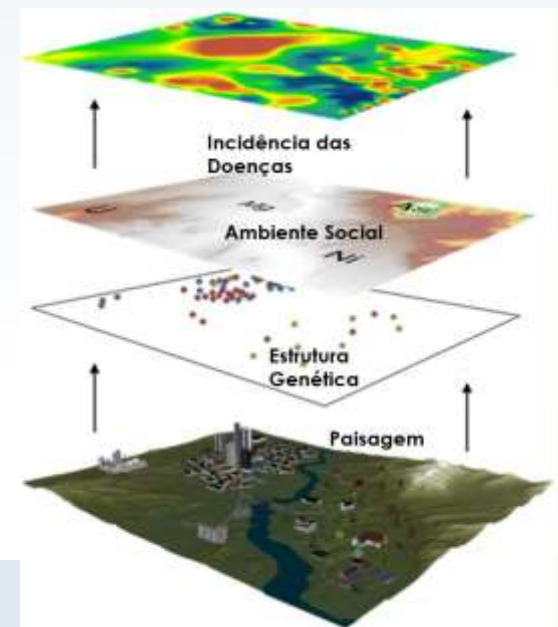 Incidência das
Doenças
Ambiente Social
Estrutura
Genética
Paisagem